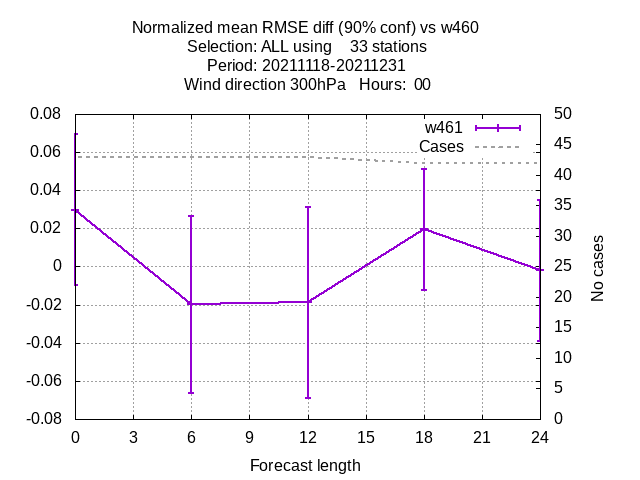 Normalized mean RMSE diff (90% conf) vs w460
Selection: ALL using    33 stations
Period: 20211118-20211231
Wind direction 300hPa   Hours:  00
w461
Cases
0.08
0.06
0.04
0.02
0
-0.02
-0.04
-0.06
-0.08
50
45
40
35
30
25
20
15
10
5
0
No cases
0 3 6 9 12 15 18 21 24
Forecast length